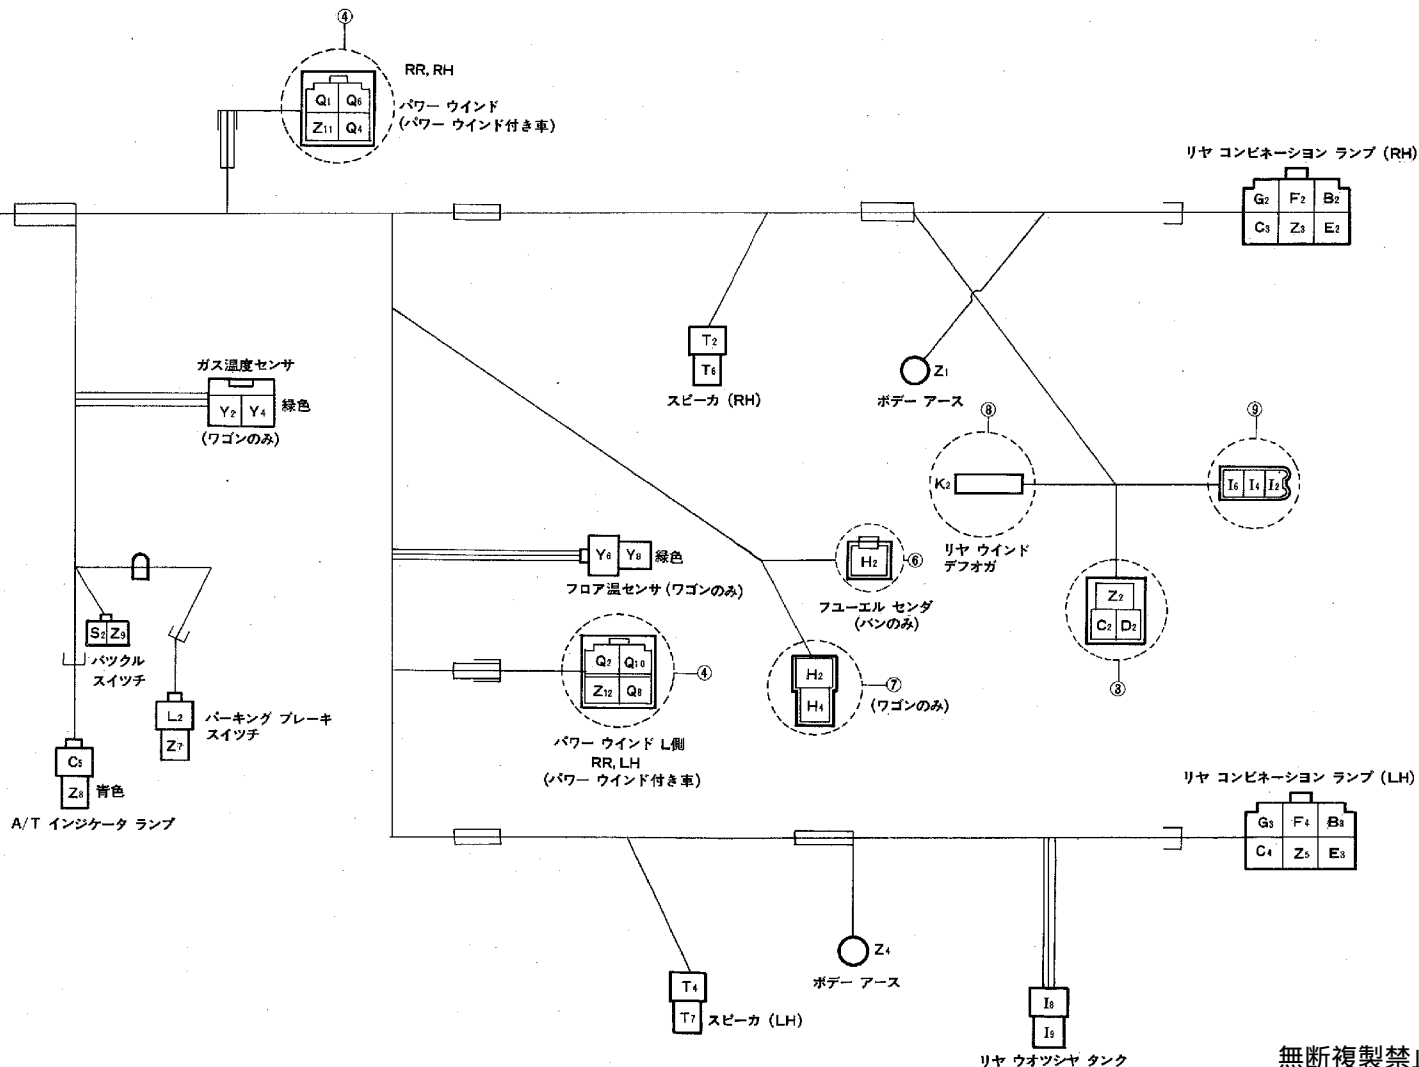 ④
RR, RH
Q1 Q6
Z11 Q4
パワー ウインド
(パワー ウインド付き車)
リヤ コンビネーション ランプ (RH)
G2 F2 B2
C3 Z3 E2
ガス温度センサ
Y2 Y4
緑色
(ワゴンのみ)
T2
T6
スピーカ (RH)
Z1
ボデー アース
⑧
K2
リヤ ウインド
デフオガ
⑨
I6 I4 I2
Y6 Y8
緑色
フロア温センサ (ワゴンのみ)
H2
⑥
フユーエル センダ
(バンのみ)
Z2
C2 D2
③
S2 Z9
バツクル
スイツチ
L2
Z7
パーキング ブレーキ
スイツチ
Q2 Q10
Z12 Q8
④
パワー ウインド L側
RR, LH
(パワー ウインド付き車)
H2
H4
⑦
(ワゴンのみ)
C5
Z8
青色
A/T インジケータ ランプ
リヤ コンビネーション ランプ (LH)
G3 F4 B3
C4 Z5 E3
T4
T7
スピーカ (LH)
Z4
ボデー アース
I8
I9
リヤ ウオツシヤ タンク
無断複製禁